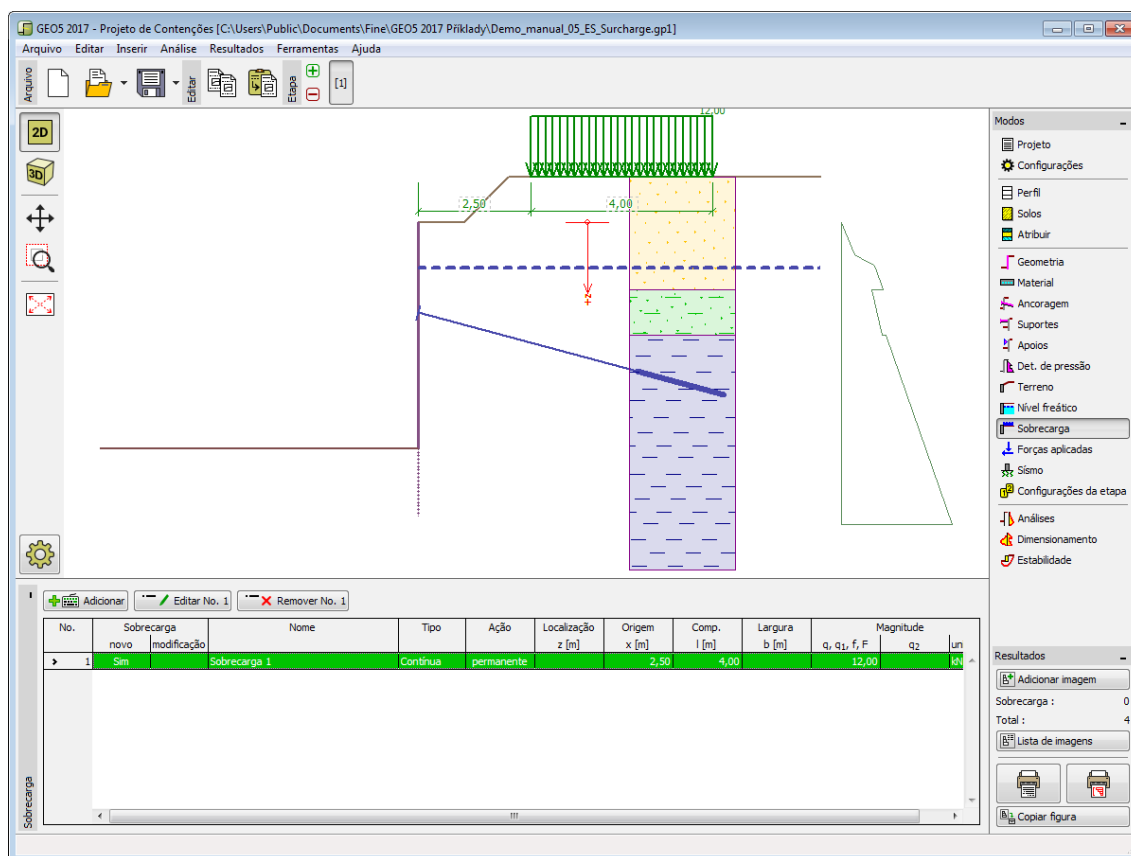 GEO5 2017 - Projeto de Contenções [C:\Users\Public\Documents\Fine\GEO5 2017 Příklady\Demo_manual_05_ES_Surcharge.gp1]
Arquivo Editar Inserir Análise Resultados Ferramentas Ajuda
Arquivo
Editar
Etapa
[1]
2D
3D
12,00
2,50
4,00
+z
Modos
Projeto
Configurações
Perfil
Solos
Atribuir
Geometria
Material
Ancoragem
Suportes
Apoios
Det. de pressão
Terreno
Nível freático
Sobrecarga
Forças aplicadas
Sísmo
Configurações da etapa
Análises
Dimensionamento
Estabilidade
Adicionar
Editar No. 1
Remover No. 1
No. Sobrecarga Nome Tipo Ação Localização Origem Comp. Largura Magnitude
novo modificação z [m] x [m] l [m] b [m] q, q1, f, F q2 un
1 Sim Sobrecarga 1 Contínua permanente 2,50 4,00 12,00 kN
Sobrecarga
Resultados
Adicionar imagem
Sobrecarga : 0
Total : 4
Lista de imagens
Copiar figura